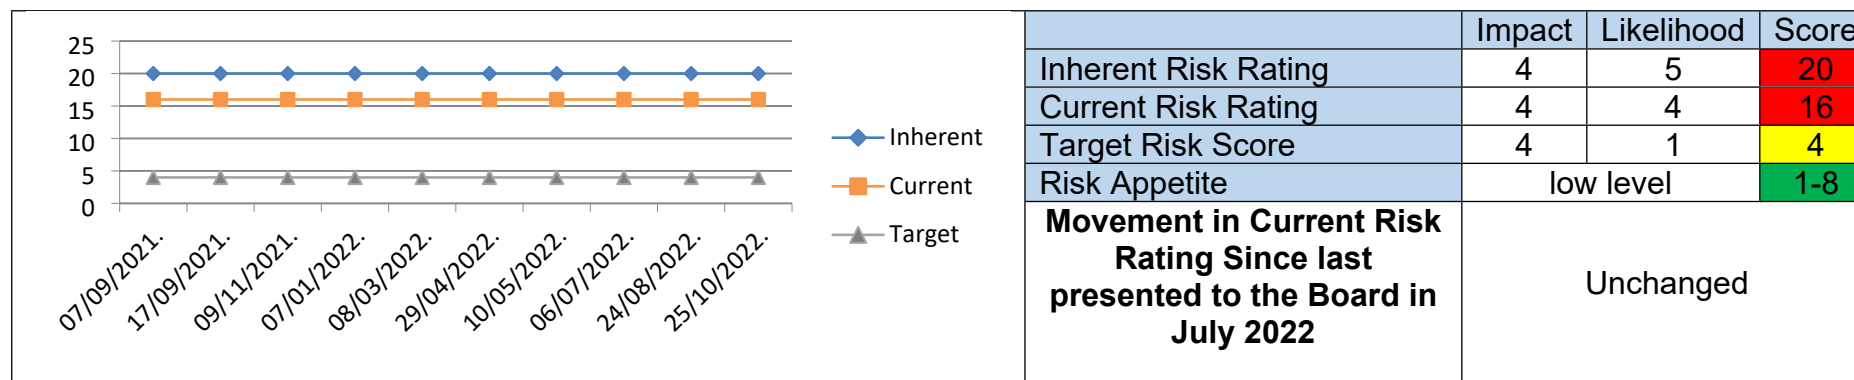 25
20
15
10
5
0
07/09/2021.
17/09/2021.
09/11/2021.
07/01/2022.
08/03/2022.
29/04/2022.
10/05/2022.
06/07/2022.
24/08/2022.
25/10/2022.
Inherent
Current
Target
Impact Likelihood Score
Inherent Risk Rating 4 5 20
Current Risk Rating 4 4 16
Target Risk Score 4 1 4
Risk Appetite low level 1-8
Movement in Current Risk
Rating Since last
presented to the Board in
July 2022
Unchanged